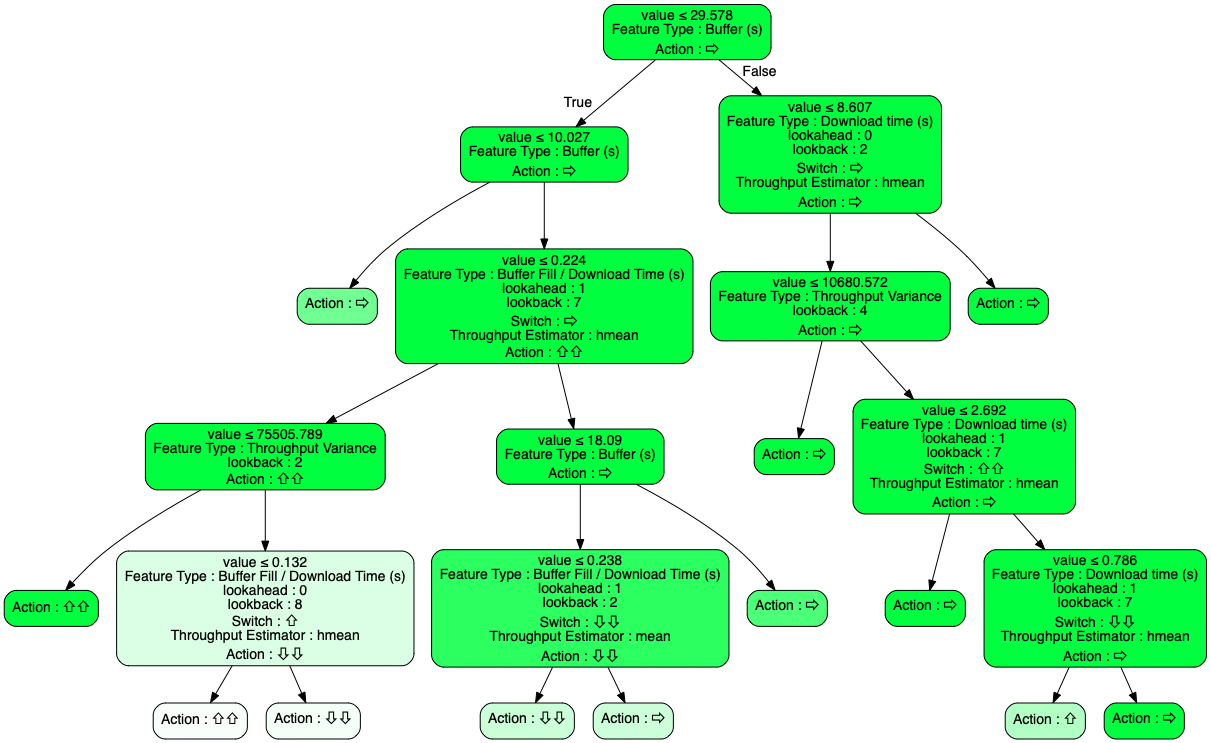 value ≤ 29.578
Feature Type : Buffer (s)
Action : ⇨
True
False
value ≤ 10.027
Feature Type : Buffer (s)
Action : ⇨
value ≤ 8.607
Feature Type : Download time (s)
lookahead : 0
lookback : 2
Switch : ⇨
Throughput Estimator : hmean
Action : ⇨
Action : ⇨
value ≤ 0.224
Feature Type : Buffer Fill / Download Time (s)
lookahead : 1
lookback : 7
Switch : ⇨
Throughput Estimator : hmean
Action : ⇧⇧
value ≤ 10680.572
Feature Type : Throughput Variance
lookback : 4
Action : ⇨
Action : ⇨
value ≤ 75505.789
Feature Type : Throughput Variance
lookback : 2
Action : ⇧⇧
value ≤ 18.09
Feature Type : Buffer (s)
Action : ⇨
Action : ⇨
value ≤ 2.692
Feature Type : Download time (s)
lookahead : 1
lookback : 7
Switch : ⇧⇧
Throughput Estimator : hmean
Action : ⇨
Action : ⇧⇧
value ≤ 0.132
Feature Type : Buffer Fill / Download Time (s)
lookahead : 0
lookback : 8
Switch : ⇧
Throughput Estimator : hmean
Action : ⇩⇩
value ≤ 0.238
Feature Type : Buffer Fill / Download Time (s)
lookahead : 1
lookback : 2
Switch : ⇩⇩
Throughput Estimator : mean
Action : ⇩⇩
Action : ⇨
Action : ⇨
value ≤ 0.786
Feature Type : Download time (s)
lookahead : 1
lookback : 7
Switch : ⇩⇩
Throughput Estimator : hmean
Action : ⇨
Action : ⇧⇧
Action : ⇩⇩
Action : ⇩⇩
Action : ⇨
Action : ⇧
Action : ⇨